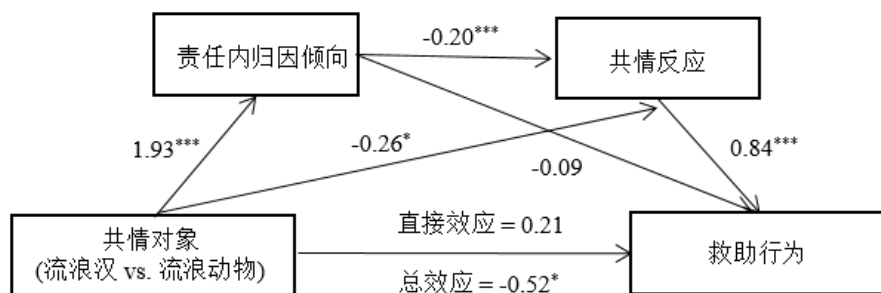 责任内归因倾向
-0.20***
共情反应
1.93***
-0.26*
-0.09
0.84***
共情对象
(流浪汉 vs. 流浪动物)
直接效应 = 0.21
总效应 = -0.52*
救助行为